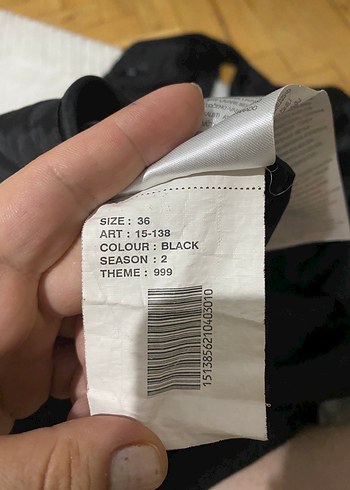 SIZE : 36
ART : 15-138
COLOUR : BLACK
SEASON : 2
THEME : 999
1513856210403010